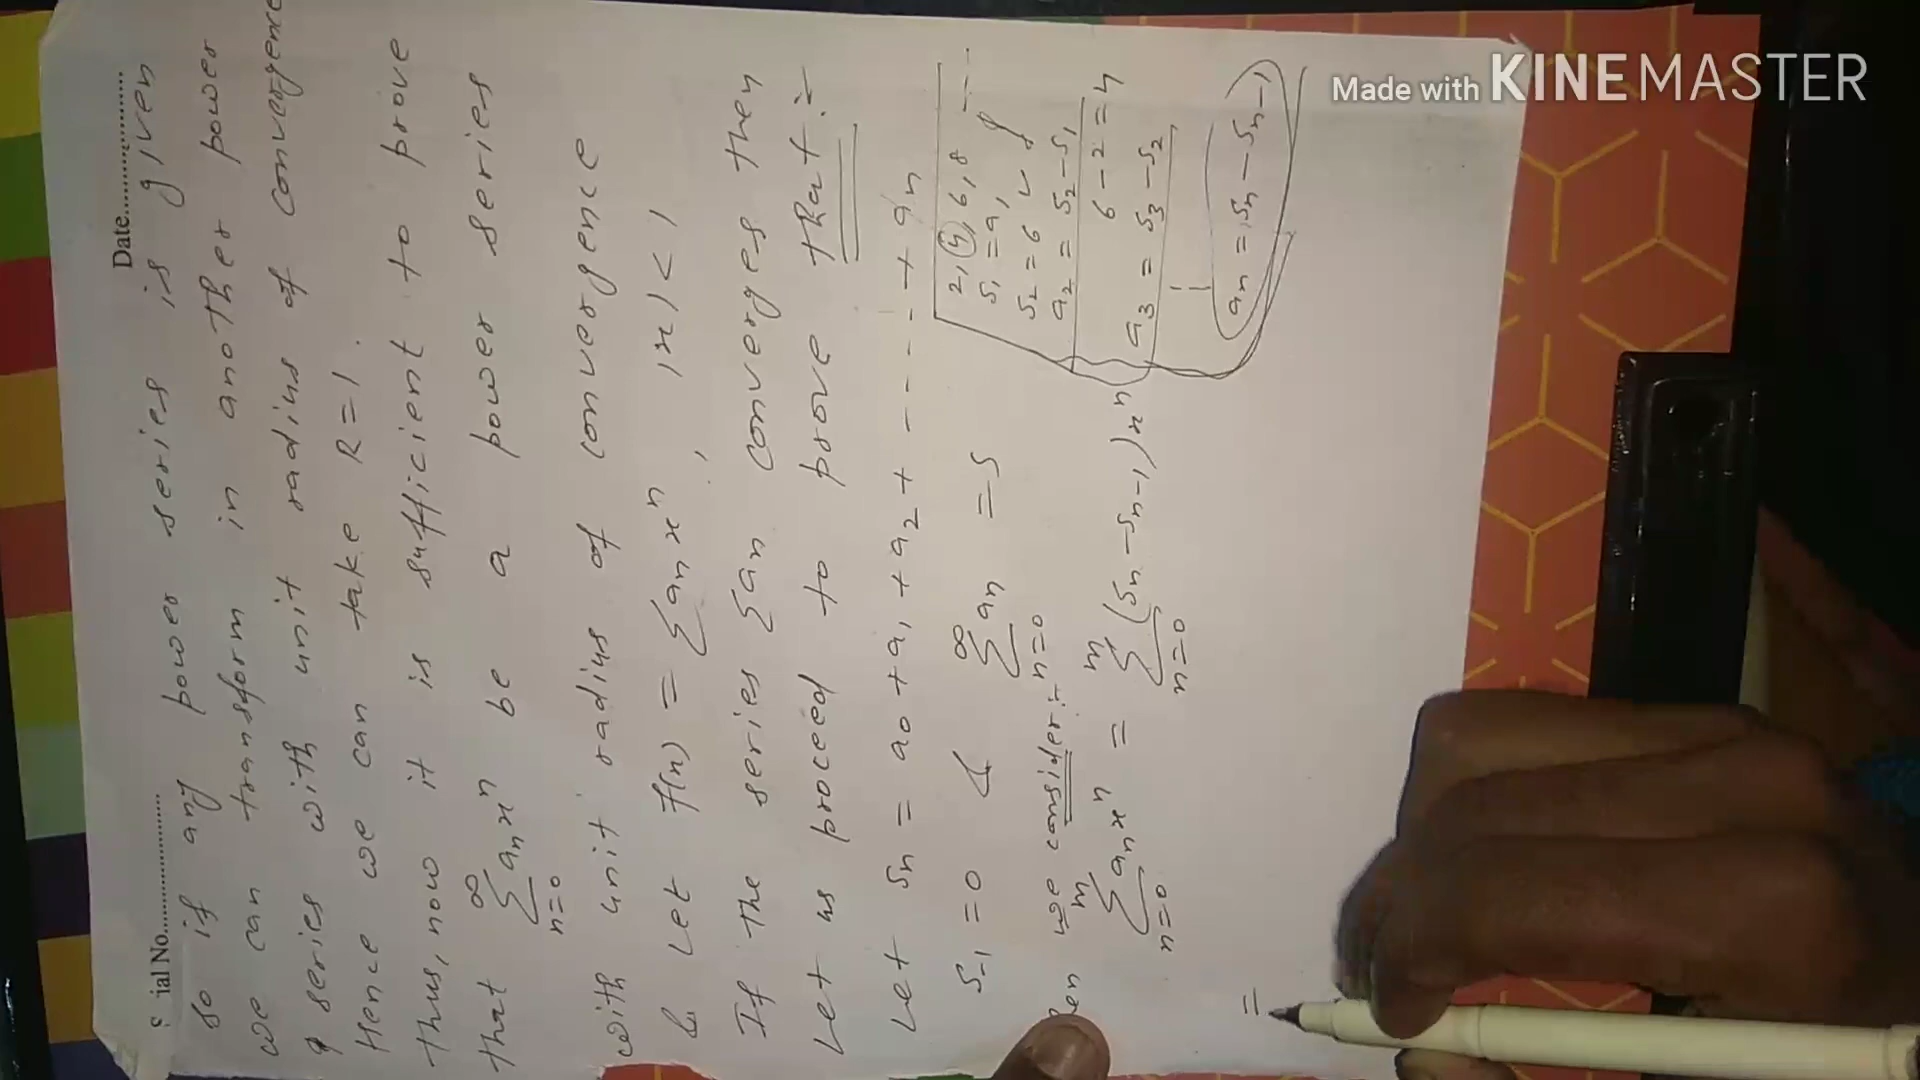 Made with KINEMASTER
ial No..............
Date..............
so if any power series is given
we can transform in another power
series with unit radius of convergence
Hence we can take R=1.
thus, now it is sufficient to prove
that ∞Σn=0 anxⁿ be a power series
with unit radius of convergence
& Let f(x) = Σanxⁿ, |x|<1
If the series Σan converges then
Let us proceed to prove that:-
Let Sn = a0 + a1 + a2 + ---- + an
S-1 = 0 & ∞Σn=0 an = S
we consider:-
mΣn=0 anxⁿ = mΣn=0 (Sn - Sn-1)xⁿ
=
2,4,6,8 ----
S1 = a1
S2 = 6
a2 = S2 - S1
6-2=4
a3 = S3 - S2
an = Sn - Sn-1